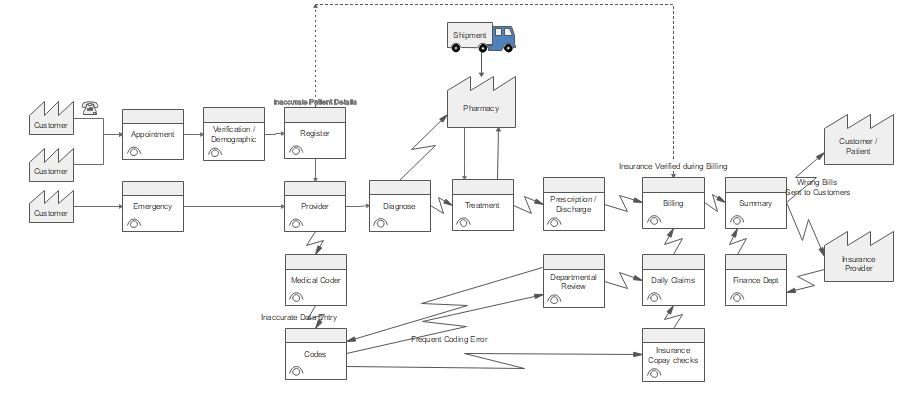 Shipment
Inaccurate Patient Details
Pharmacy
Customer
Appointment
Verification /
Demographic
Register
Customer /
Patient
Customer
Insurance Verified during Billing
Wrong Bills
Sent to Customers
Customer
Emergency
Provider
Diagnose
Treatment
Prescription /
Discharge
Billing
Summary
Insurance
Provider
Medical Coder
Departmental
Review
Daily Claims
Finance Dept
Inaccurate Data Entry
Frequent Coding Error
Codes
Insurance
Copay checks